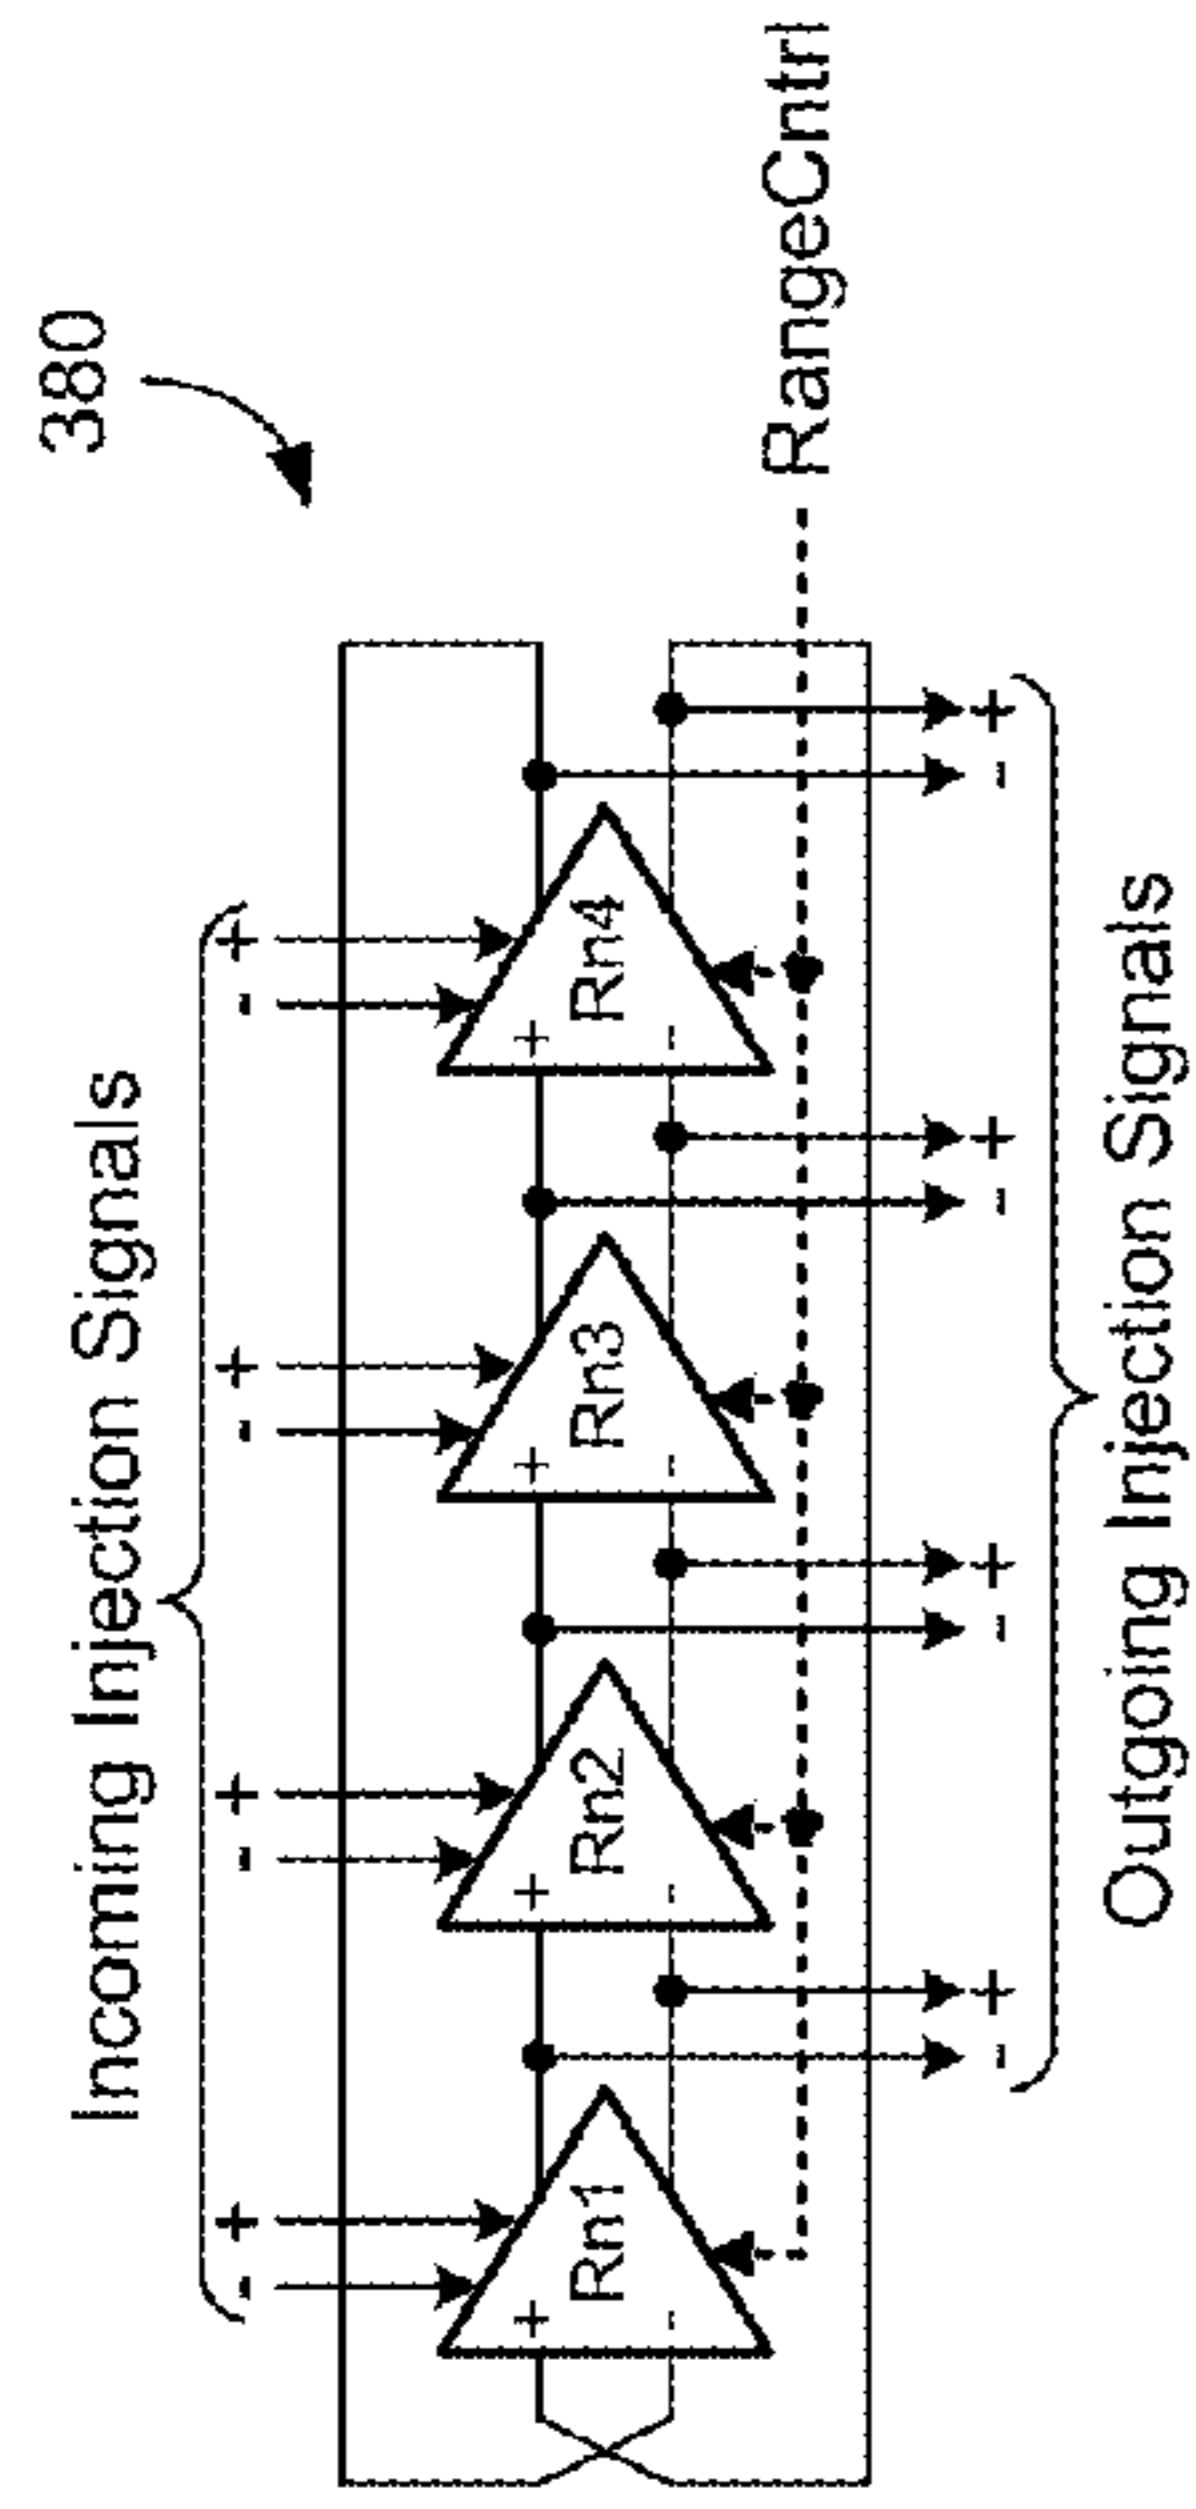 380
Incoming Injection Signals
- + - + - + - +
+ + + +
Rn1 Rn2 Rn3 Rn4
- - - -
RangeCntrl
- + - + - + - +
Outgoing Injection Signals